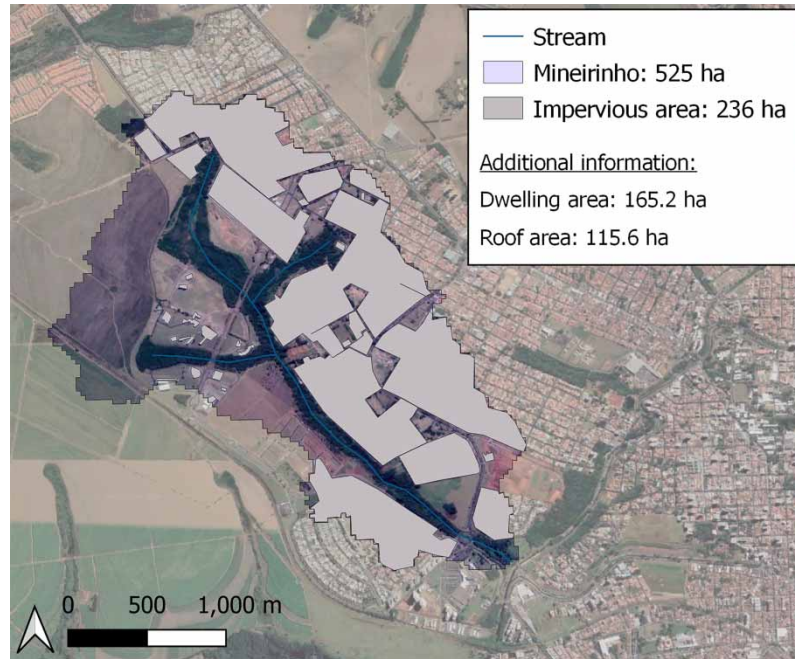 Stream
Mineirinho: 525 ha
Impervious area: 236 ha
Additional information:
Dwelling area: 165.2 ha
Roof area: 115.6 ha
0 500 1,000 m